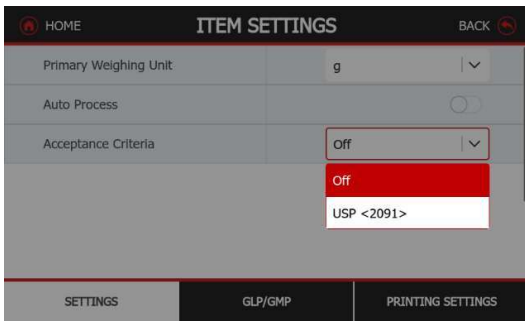 HOME ITEM SETTINGS BACK
Primary Weighing Unit g
Auto Process
Acceptance Criteria Off
Off
USP <2091>
SETTINGS GLP/GMP PRINTING SETTINGS